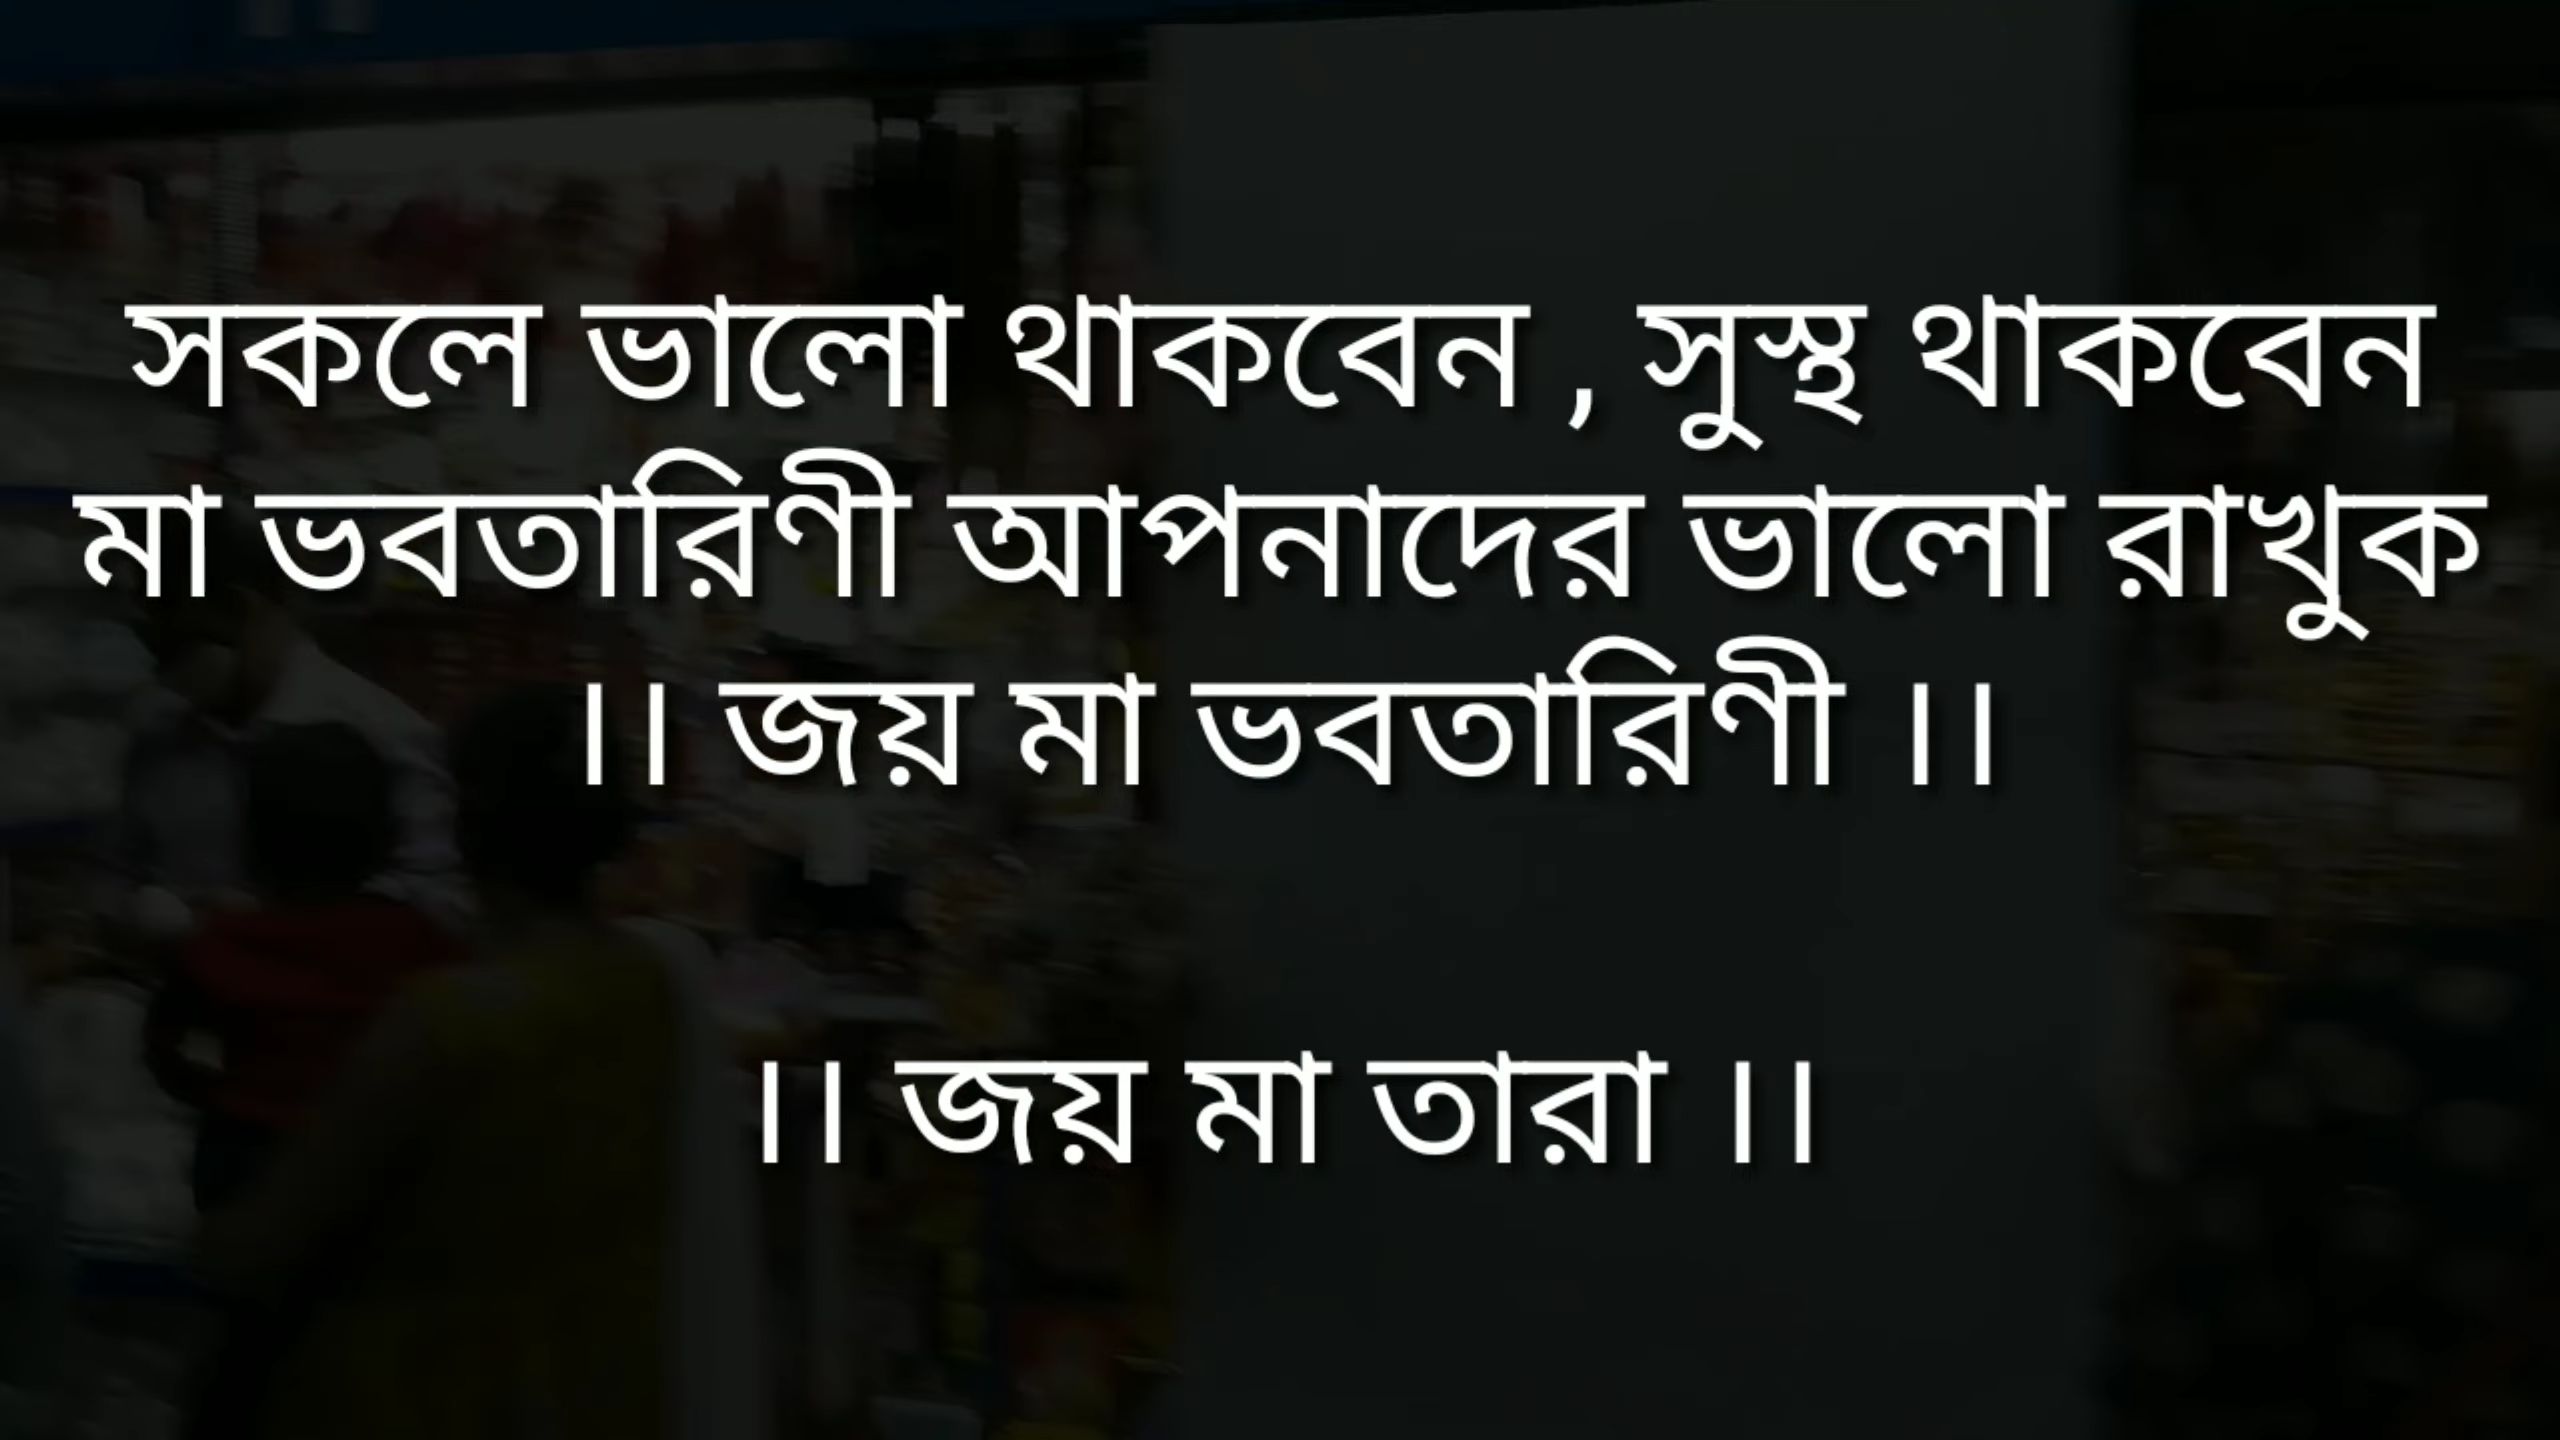 সকলে ভালো থাকবেন , সুস্থ থাকবেন
মা ভবতারিণী আপনাদের ভালো রাখুক
।। জয় মা ভবতারিণী ।।
।। জয় মা তারা ।।